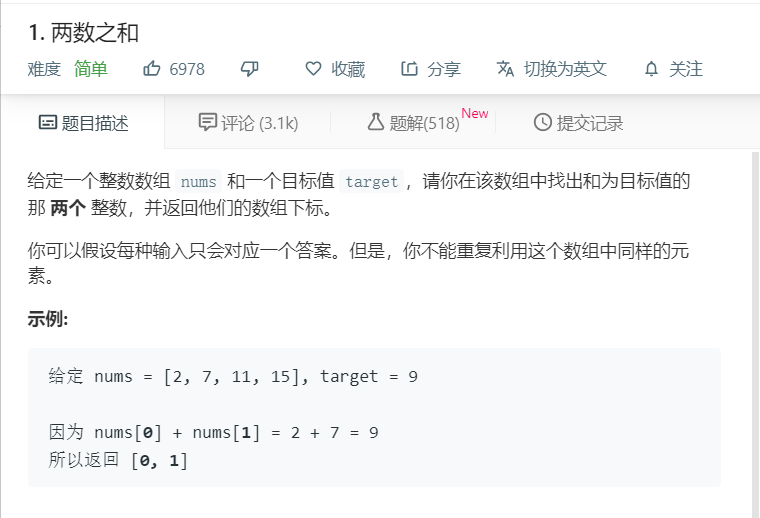 1. 两数之和
难度 简单 6978 收藏 分享 切换为英文 关注
题目描述 评论 (3.1k) 题解(518) New 提交记录
给定一个整数数组 nums 和一个目标值 target，请你在该数组中找出和为目标值的
那 两个 整数，并返回他们的数组下标。
你可以假设每种输入只会对应一个答案。但是，你不能重复利用这个数组中同样的元
素。
示例:
给定 nums = [2, 7, 11, 15], target = 9
因为 nums[0] + nums[1] = 2 + 7 = 9
所以返回 [0, 1]